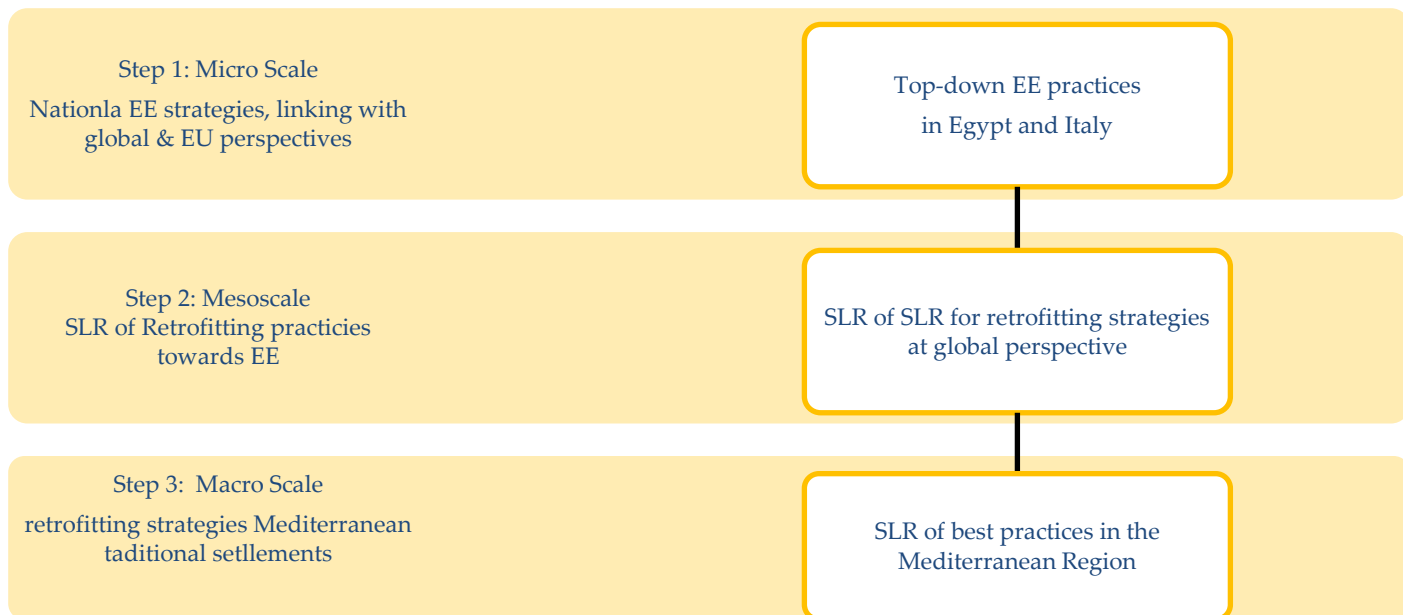 Step 1: Micro Scale
Nationla EE strategies, linking with
global & EU perspectives
Top-down EE practices
in Egypt and Italy
Step 2: Mesoscale
SLR of Retrofitting practicies
towards EE
SLR of SLR for retrofitting strategies
at global perspective
Step 3: Macro Scale
retrofitting strategies Mediterranean
taditional setllements
SLR of best practices in the
Mediterranean Region